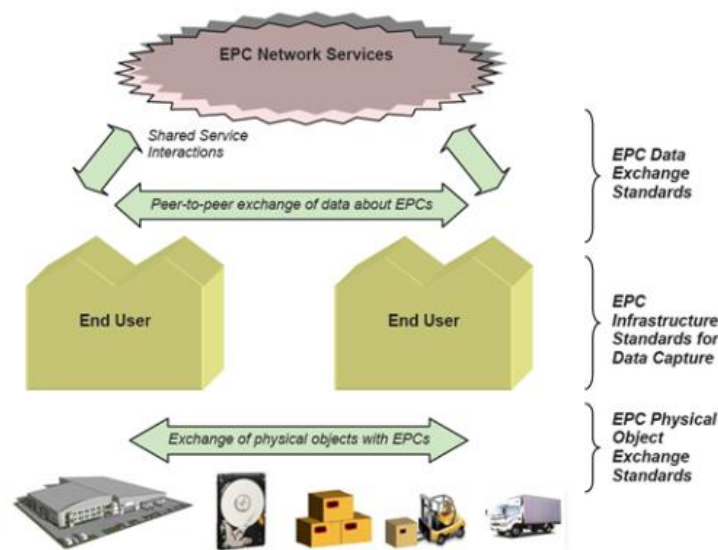 EPC Network Services
Shared Service
Interactions
Peer-to-peer exchange of data about EPCs
EPC Data
Exchange
Standards
End User
End User
EPC
Infrastructure
Standards for
Data Capture
Exchange of physical objects with EPCs
EPC Physical
Object
Exchange
Standards